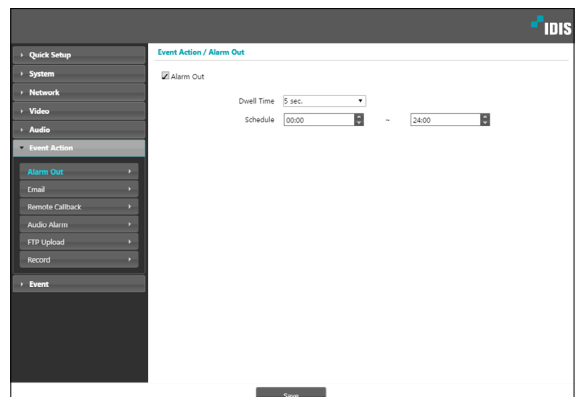 IDIS
Quick Setup
System
Network
Video
Audio
Event Action
Alarm Out
Email
Remote Callback
Audio Alarm
FTP Upload
Record
Event
Event Action / Alarm Out
Alarm Out
Dwell Time 5 sec.
Schedule 00:00 ~ 24:00
Save